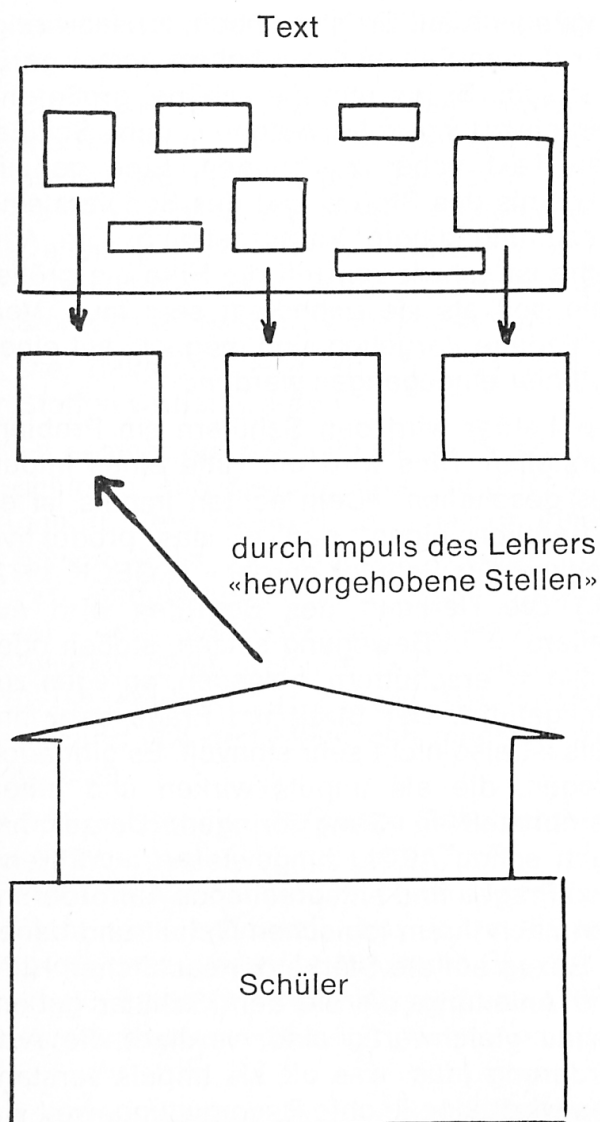 Text
durch Impuls des Lehrers
«hervorgehobene Stellen»
Schüler